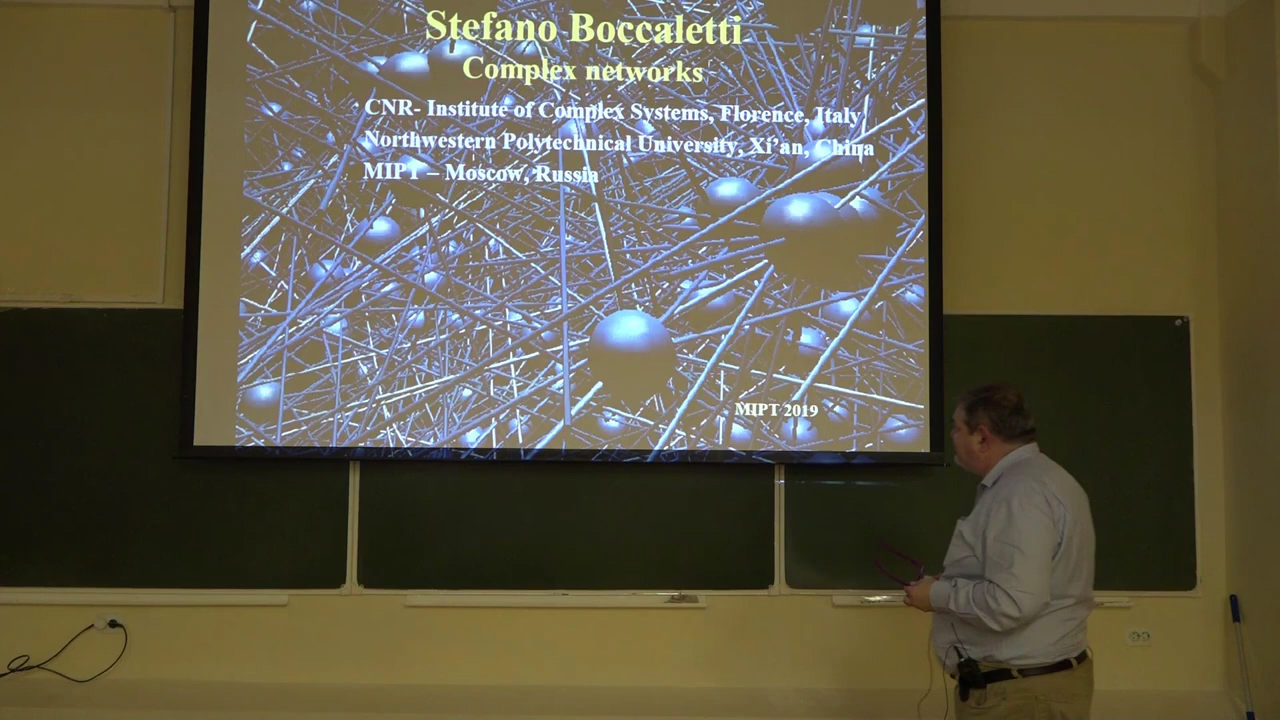 Stefano Boccaletti
Complex networks
CNR- Institute of Complex Systems, Florence, Italy
Northwestern Polytechnical University, Xi'an, China
MIPT – Moscow, Russia
MIPT 2019